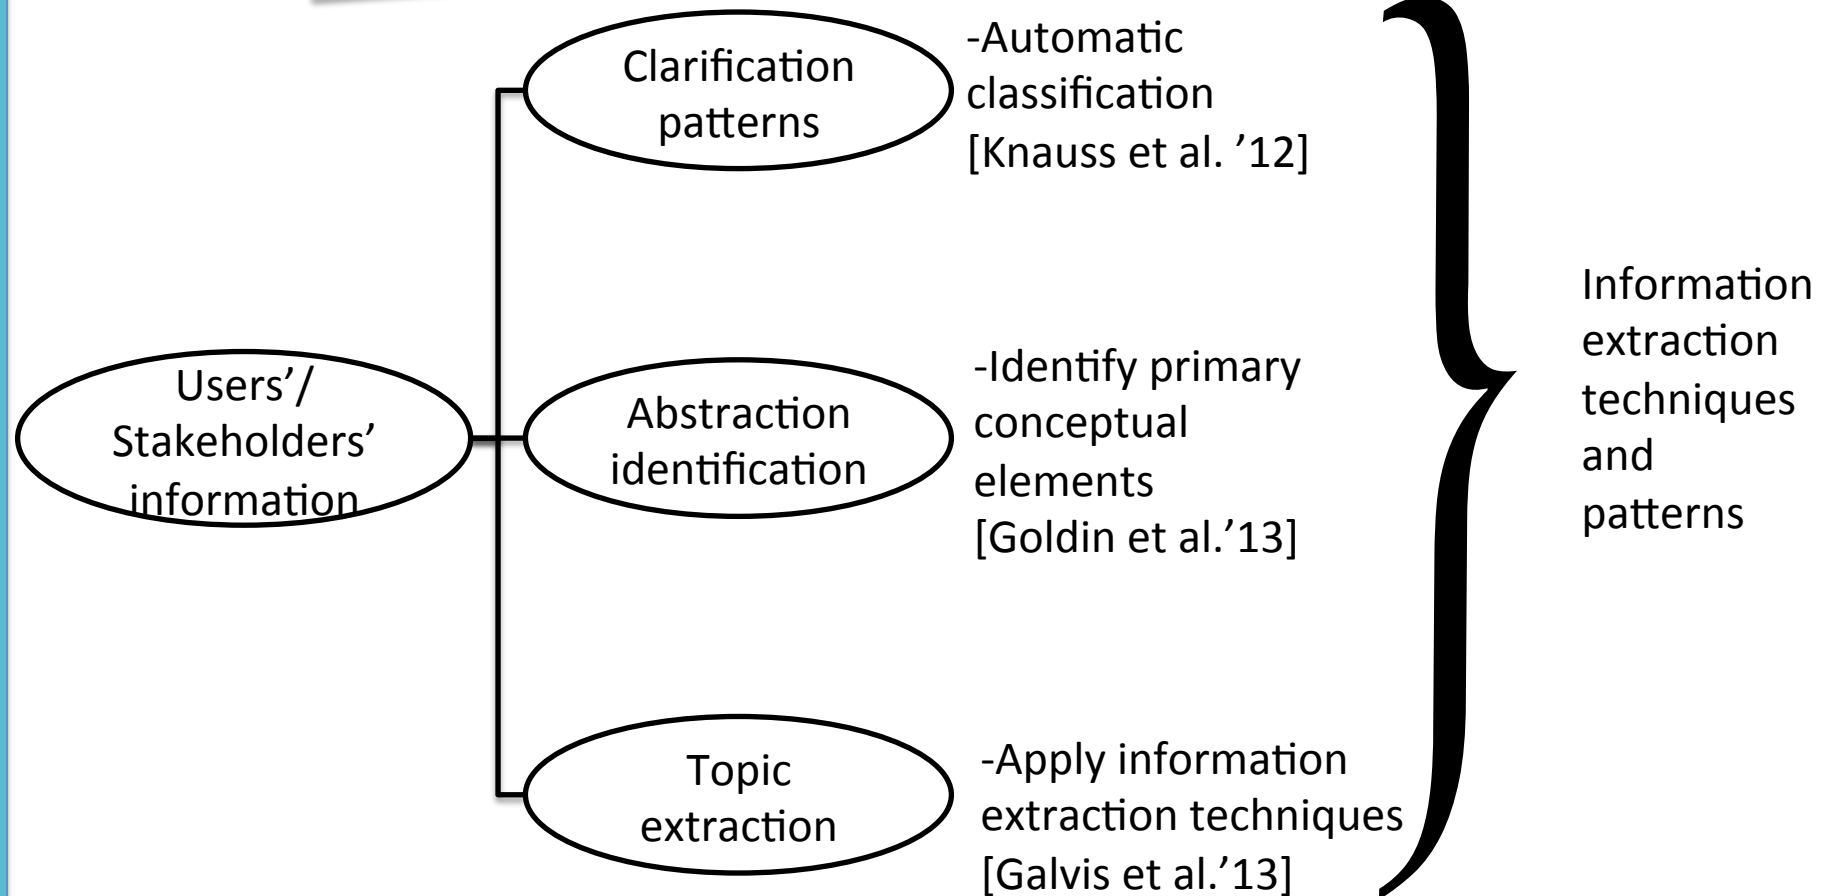 Clarification
patterns
-Automatic
classification
[Knauss et al. ’12]
Users’/
Stakeholders’
information
Abstraction
identification
-Identify primary
conceptual
elements
[Goldin et al.’13]
Topic
extraction
-Apply information
extraction techniques
[Galvis et al.’13]
Information
extraction
techniques
and
patterns